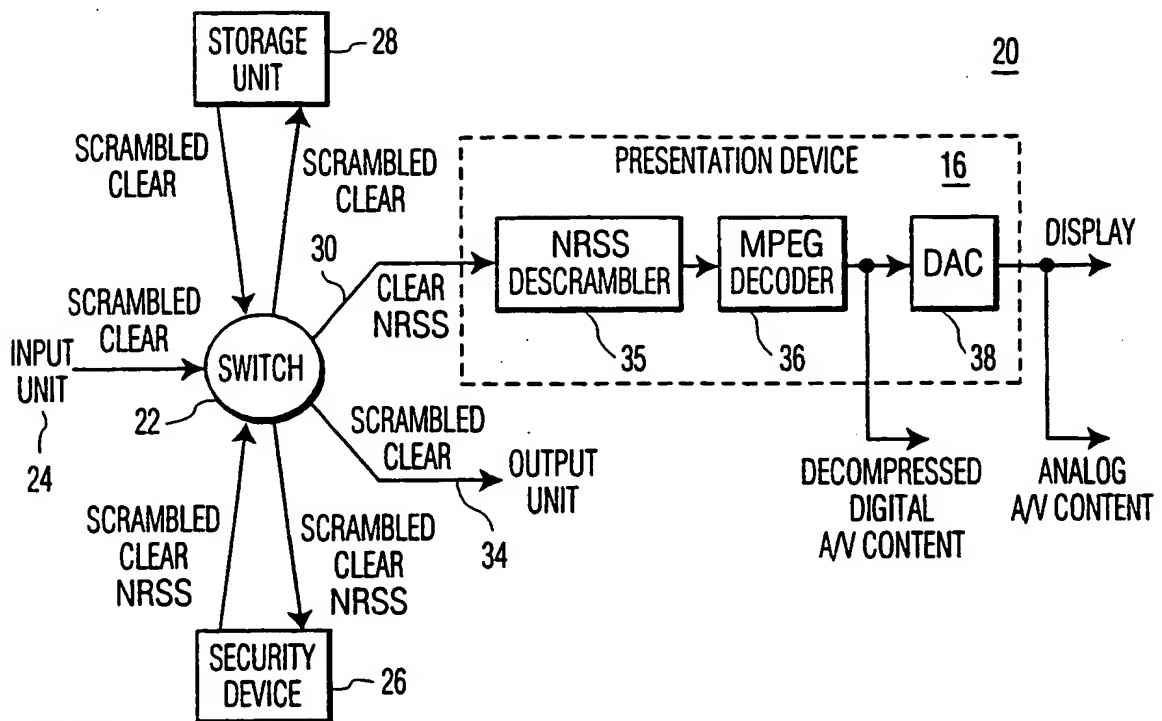 STORAGE
UNIT
28
20
SCRAMBLED
CLEAR
SCRAMBLED
CLEAR
PRESENTATION DEVICE
16
30
NRSS
DESCRAMBLER
MPEG
DECODER
DAC
DISPLAY
CLEAR
NRSS
35
36
38
SCRAMBLED
CLEAR
INPUT
UNIT
24
SWITCH
22
SCRAMBLED
CLEAR
OUTPUT
UNIT
34
DECOMPRESSED
DIGITAL
A/V CONTENT
ANALOG
A/V CONTENT
SCRAMBLED
CLEAR
NRSS
SCRAMBLED
CLEAR
NRSS
SECURITY
DEVICE
26